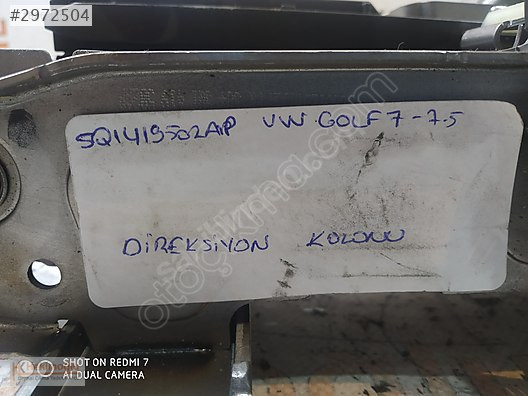 #2972504
5Q1419502AP VW GOLF 7-7.5
DİREKSİYON KOLONU
SHOT ON REDMI 7
AI DUAL CAMERA